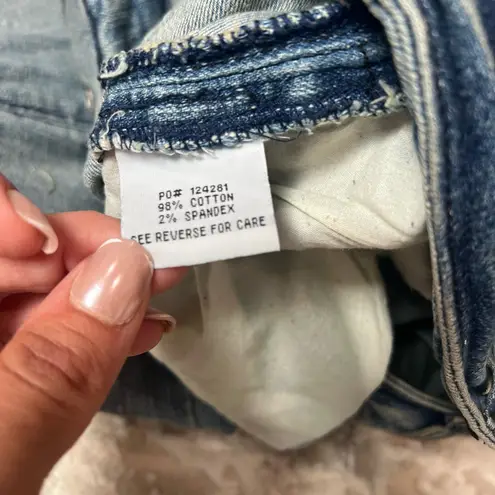 PO# 124281
98% COTTON
2% SPANDEX
SEE REVERSE FOR CARE